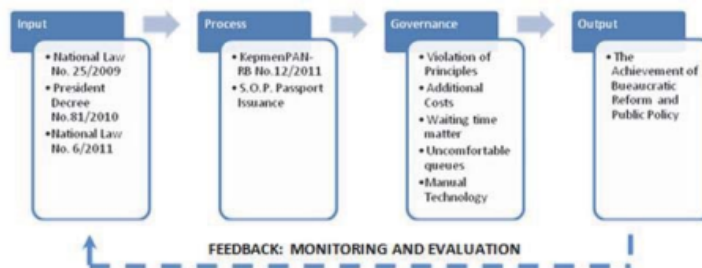 Input
• National Law
No. 25/2009
• President
Decree
No.81/2010
•National Law
No. 6/2011
Process
•KepmenPAN-
RB No.12/2011
•S.O.P. Passport
Issuance
Governance
•Violation of
Principles
•Additional
Costs
•Waiting time
matter
•Uncomfortable
queues
•Manual
Technology
Output
•The
Achievement of
Bueaucratic
Reform and
Public Policy
FEEDBACK: MONITORING AND EVALUATION